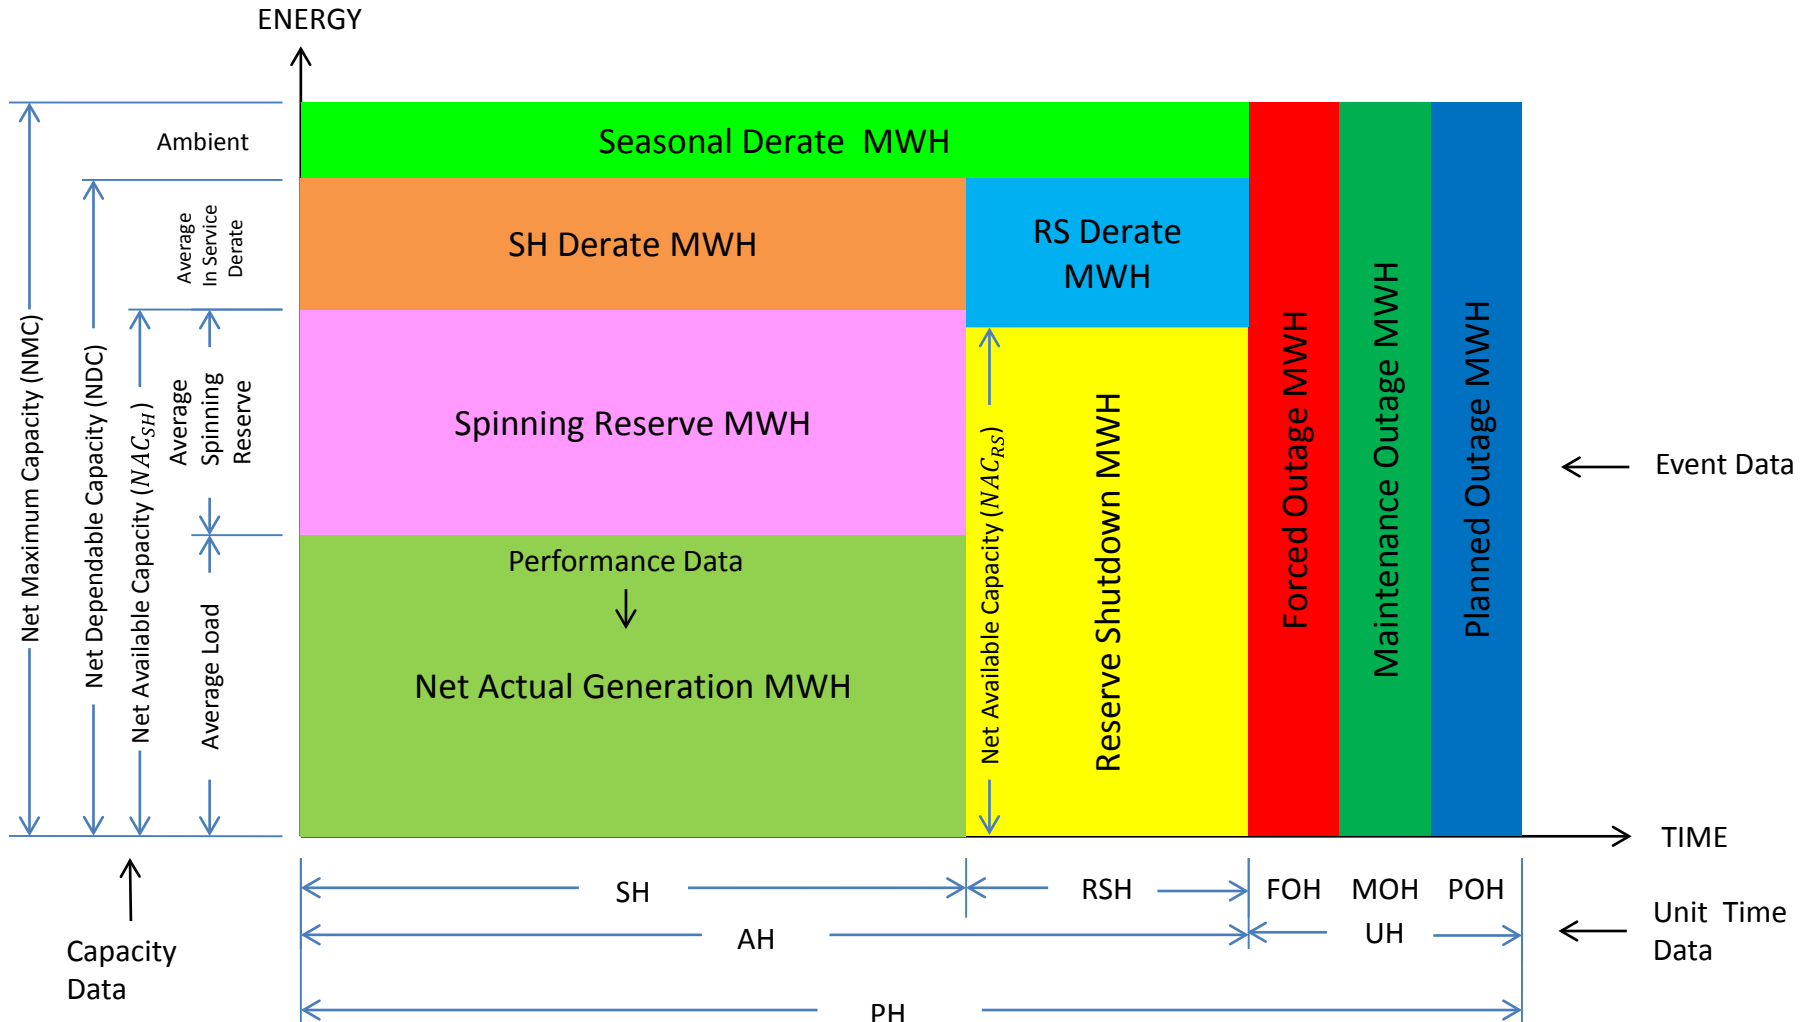 ENERGY
Ambient
Seasonal Derate  MWH
Average
In Service
Derate
SH Derate MWH
RS Derate
MWH
Net Maximum Capacity (NMC)
Net Dependable Capacity (NDC)
Net Available Capacity (NAC_SH)
Average
Spinning
Reserve
Average Load
Spinning Reserve MWH
Performance Data
Net Actual Generation MWH
Net Available Capacity (NAC_RS)
Reserve Shutdown MWH
Forced Outage MWH
Maintenance Outage MWH
Planned Outage MWH
Event Data
TIME
SH
RSH
FOH
MOH
POH
AH
UH
PH
Capacity
Data
Unit  Time
Data